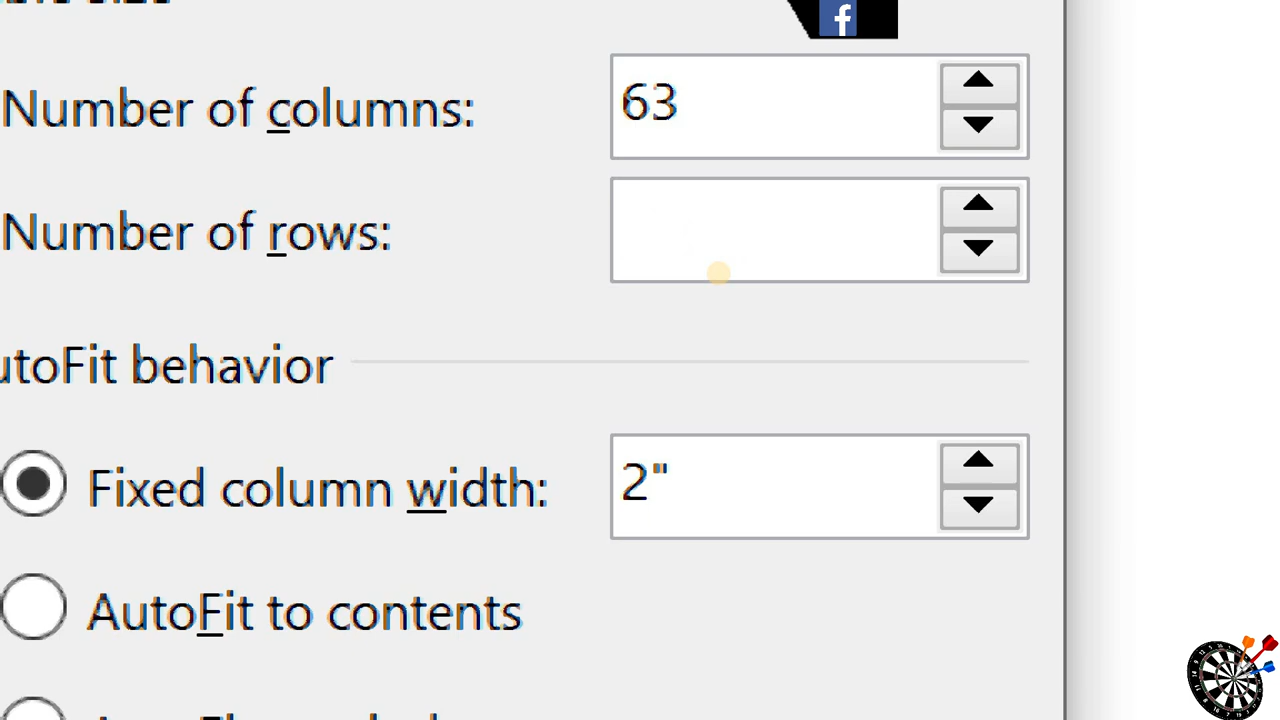 Number of columns:
63
Number of rows:
utoFit behavior
Fixed column width:
2"
AutoFit to contents